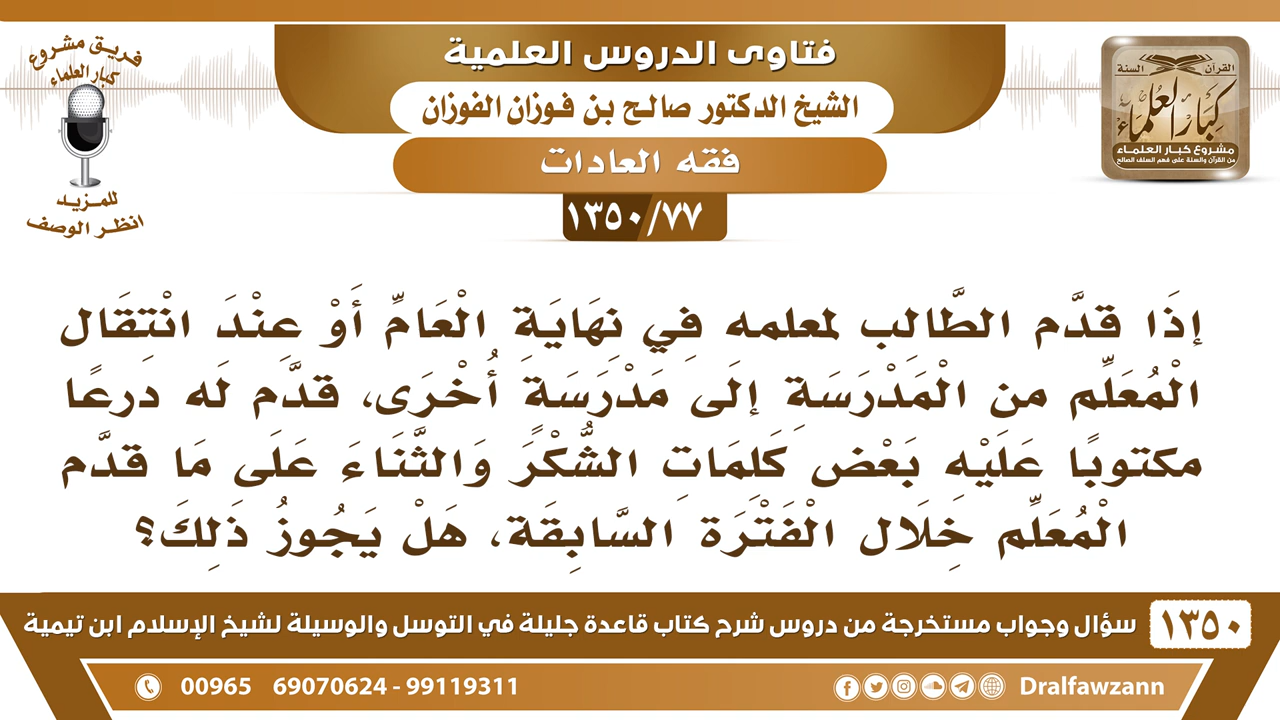 فتاوى الدروس العلمية
الشيخ الدكتور صالح بن فوزان الفوزان
فقه العادات
١٣٥٠/٧٧
فريق مشروع
كبار العلماء
للمزيد
انظر الوصف
القرآن السنة
كبار العلماء
مشروع كبار العلماء
من القرآن والسنة على فهم السلف الصالح
إِذَا قَدَّم الطَّالِب لمعلمه فِي نِهَايَة الْعَامِّ أَوْ عِنْدَ انْتِقَال
الْمُعَلِّم من الْمَدْرَسَةِ إِلَى مَدْرَسَةِ أُخْرَى، قَدَّم لَه دِرعًا
مكتوبًا عَلَيْه بَعْض كَلِمَاتِ الشُّكْرِ وَالثَّنَاءِ عَلَى مَا قَدَّم
الْمُعَلِّم خِلَال الْفَتْرَة السَّابِقَة، هَلْ يَجُوزُ ذَلِكَ؟
١٣٥٠ سؤال وجواب مستخرجة من دروس شرح كتاب قاعدة جليلة في التوسل والوسيلة لشيخ الإسلام ابن تيمية
00965 69070624 - 99119311
Dralfawzann